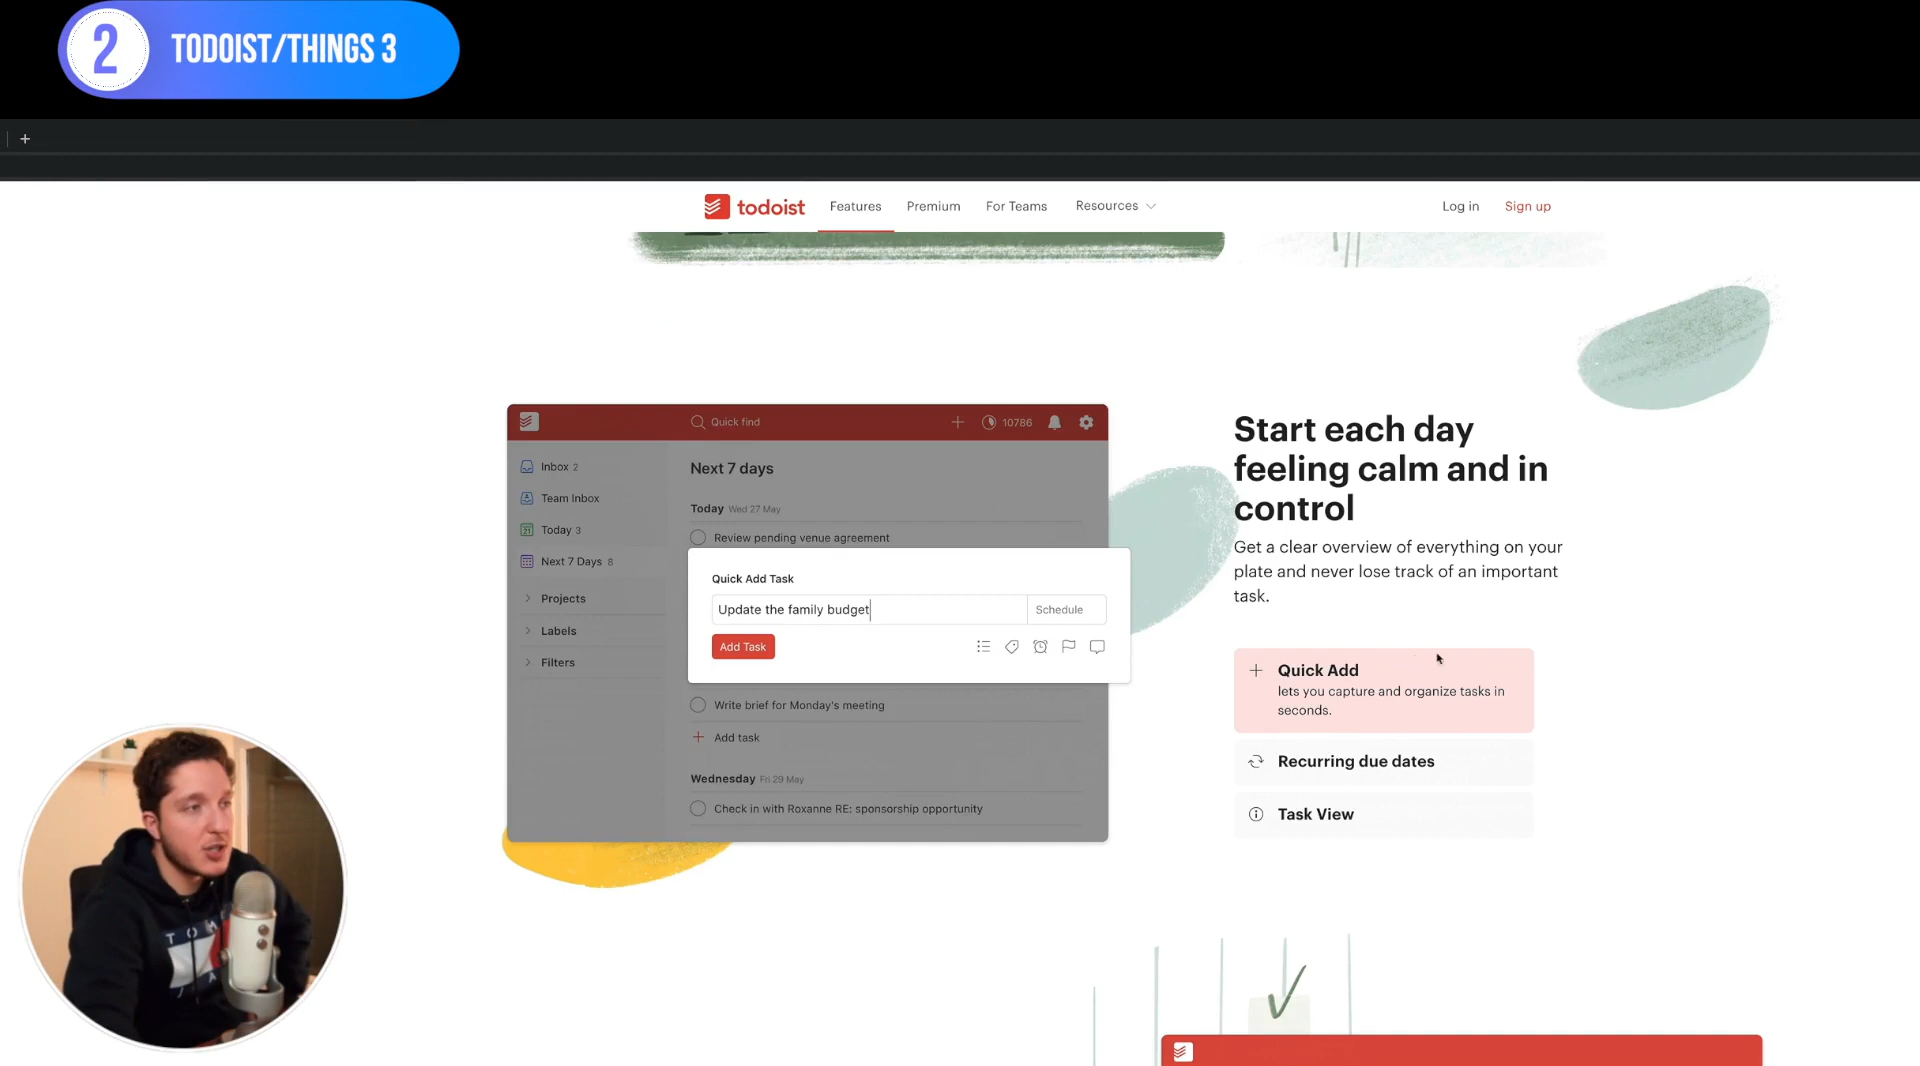 2 TODOIST/THINGS 3
todoist Features Premium For Teams Resources Log in Sign up
Quick find 10786
Inbox 2
Team Inbox
Today 3
Next 7 Days 8
Projects
Labels
Filters
Next 7 days
Today Wed 27 May
Review pending venue agreement
Quick Add Task
Update the family budget Schedule
Add Task
Write brief for Monday's meeting
Add task
Wednesday Fri 29 May
Check in with Roxanne RE: sponsorship opportunity
Start each day
feeling calm and in
control
Get a clear overview of everything on your
plate and never lose track of an important
task.
Quick Add
lets you capture and organize tasks in
seconds.
Recurring due dates
Task View